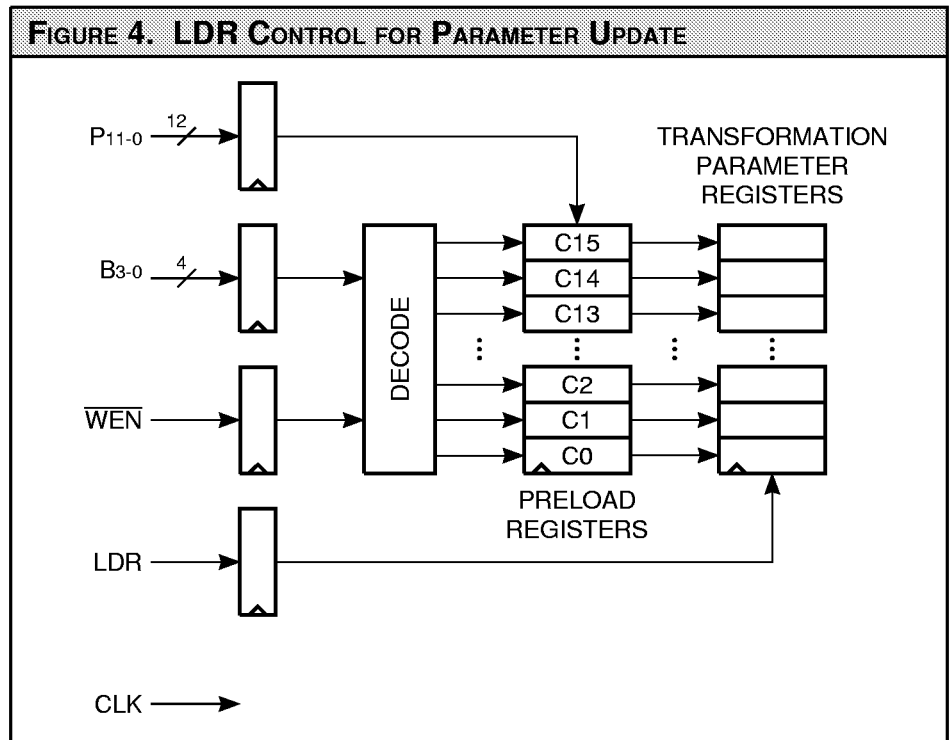 FIGURE 4. LDR CONTROL FOR PARAMETER UPDATE
P11-0
12
TRANSFORMATION
PARAMETER
REGISTERS
B3-0
4
DECODE
C15
C14
C13
C2
C1
C0
WEN
PRELOAD
REGISTERS
LDR
CLK